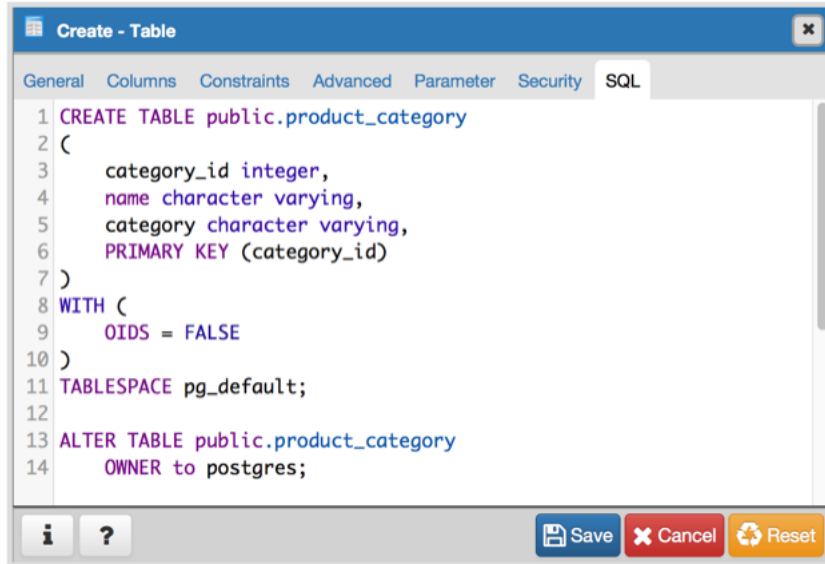 Create - Table
General Columns Constraints Advanced Parameter Security SQL
1 CREATE TABLE public.product_category
2 (
3 category_id integer,
4 name character varying,
5 category character varying,
6 PRIMARY KEY (category_id)
7 )
8 WITH (
9 OIDS = FALSE
10 )
11 TABLESPACE pg_default;
12
13 ALTER TABLE public.product_category
14 OWNER to postgres;
i ? Save Cancel Reset